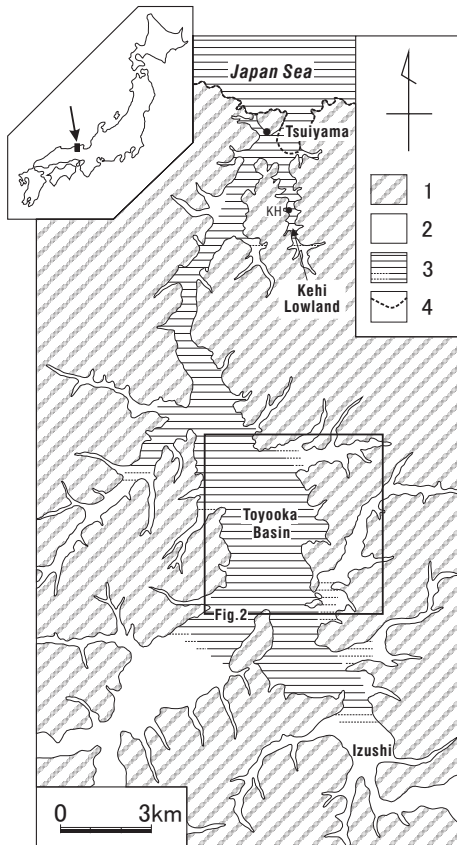 Japan Sea
Tsuiyama
KH
Kehi
Lowland
1
2
3
4
Toyooka
Basin
Fig.2
Izushi
0 3km